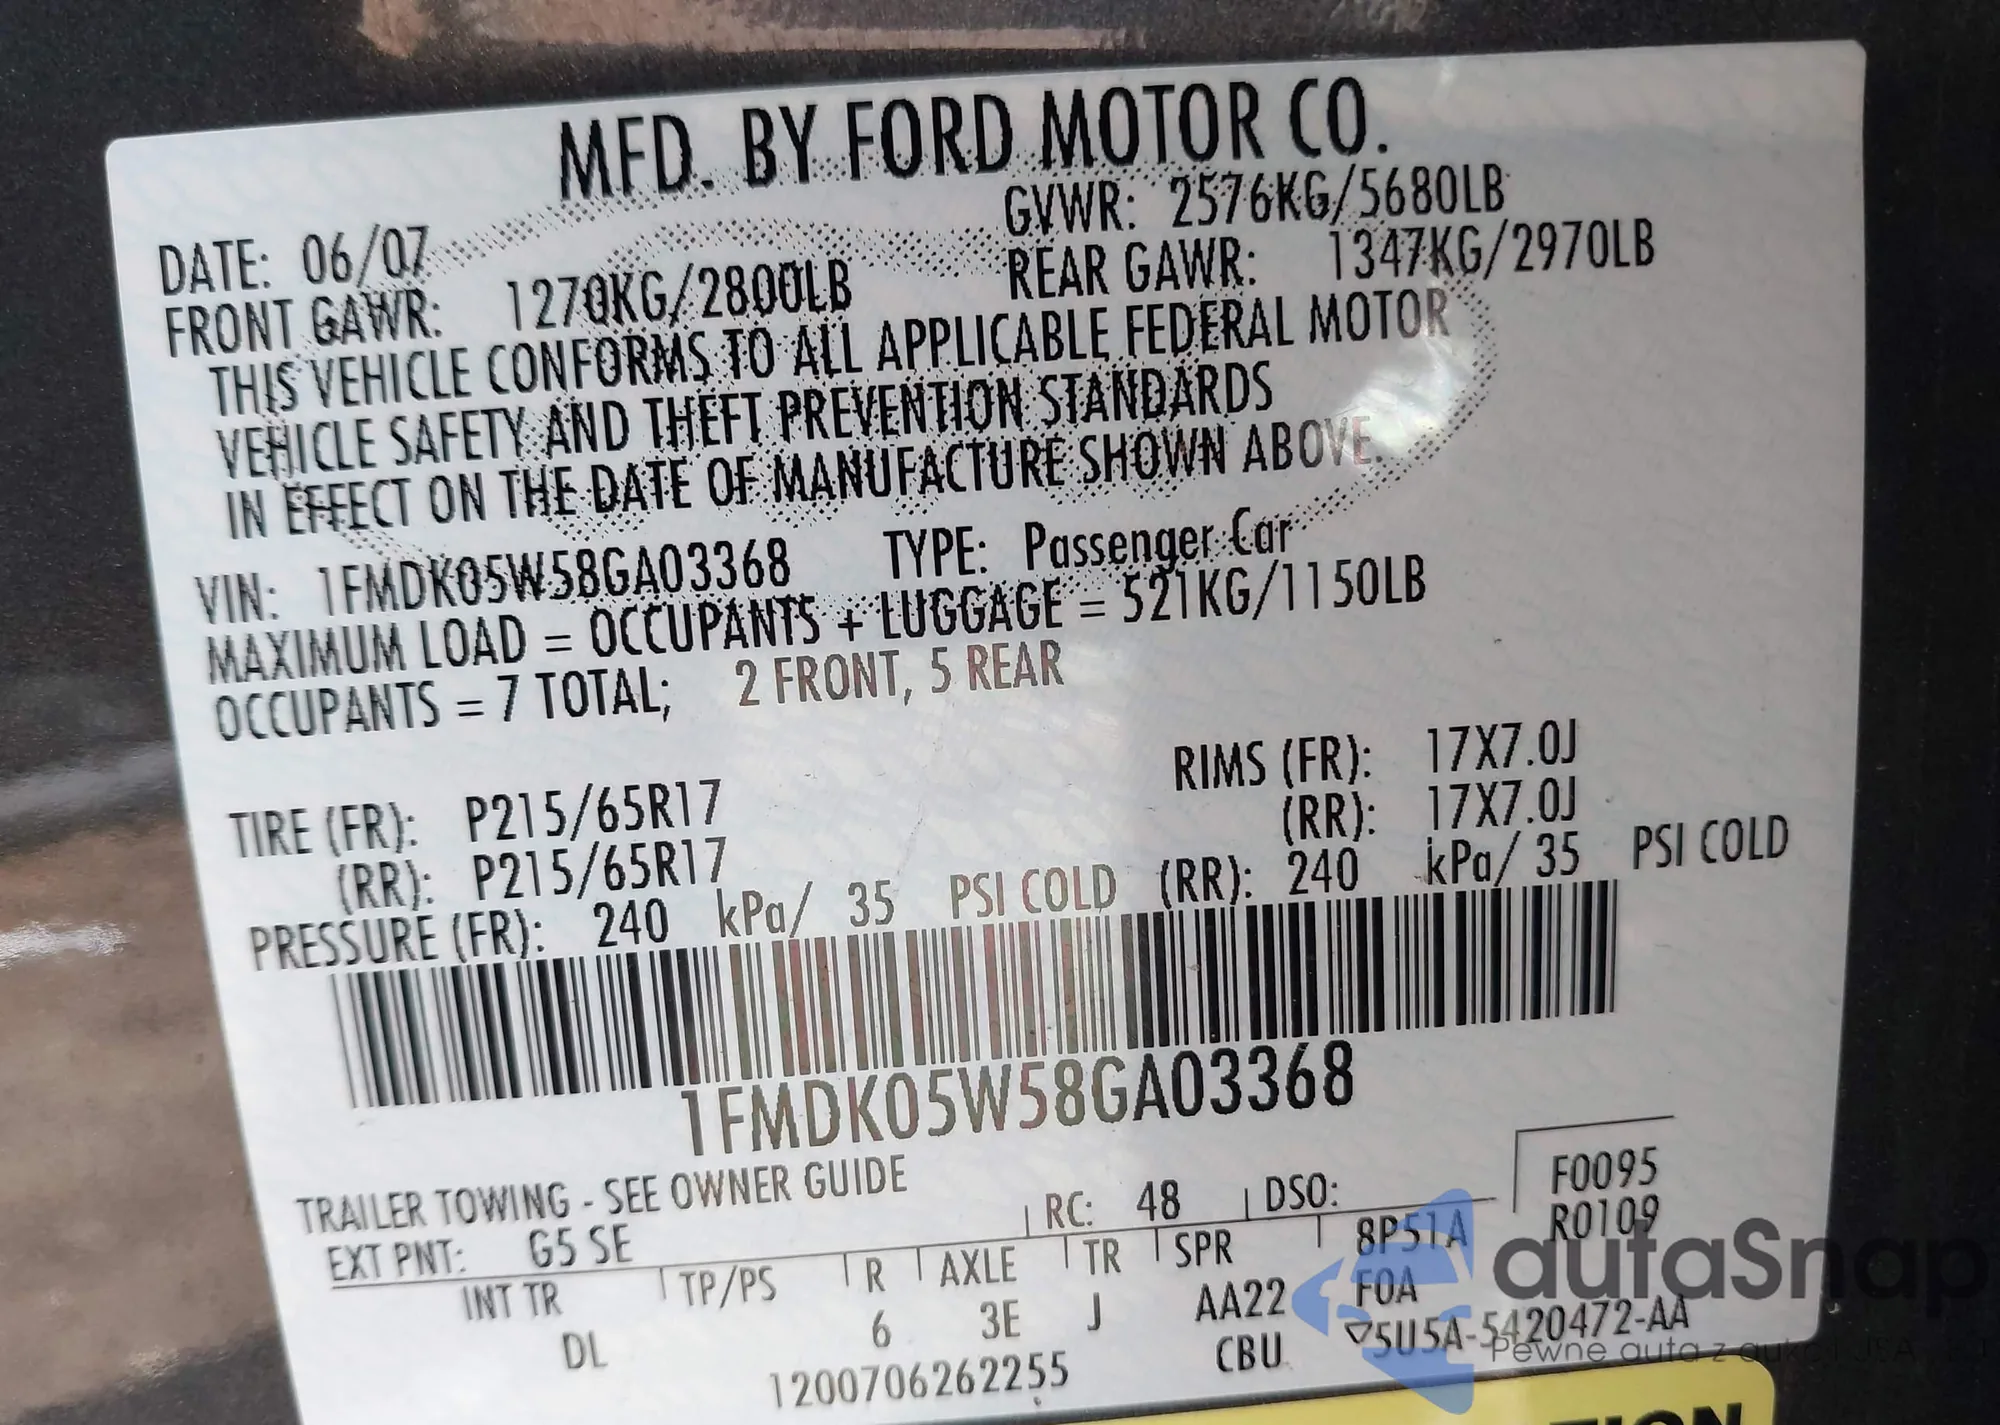 MFD. BY FORD MOTOR CO.
DATE: 06/07 GVWR: 2576KG/5680LB
FRONT GAWR: 1270KG/2800LB REAR GAWR: 1347KG/2970LB
THIS VEHICLE CONFORMS TO ALL APPLICABLE FEDERAL MOTOR
VEHICLE SAFETY AND THEFT PREVENTION STANDARDS
IN EFFECT ON THE DATE OF MANUFACTURE SHOWN ABOVE.
VIN: 1FMDK05W58GA03368 TYPE: Passenger Car
MAXIMUM LOAD = OCCUPANTS + LUGGAGE = 521KG/1150LB
OCCUPANTS = 7 TOTAL; 2 FRONT, 5 REAR
TIRE (FR): P215/65R17 RIMS (FR): 17X7.0J
(RR): P215/65R17 (RR): 17X7.0J
PRESSURE (FR): 240 kPa/ 35 PSI COLD (RR): 240 kPa/ 35 PSI COLD
1FMDK05W58GA03368
TRAILER TOWING - SEE OWNER GUIDE
F0095
R0109
EXT PNT: G5 SE RC: 48 DSO:
INT TR TP/PS R AXLE TR SPR 8P51A
DL 6 3E J AA22 F0A
1200706262255 CBU ▽5U5A-5420472-AA
autaSnap
Pewne auta z aukcji USA